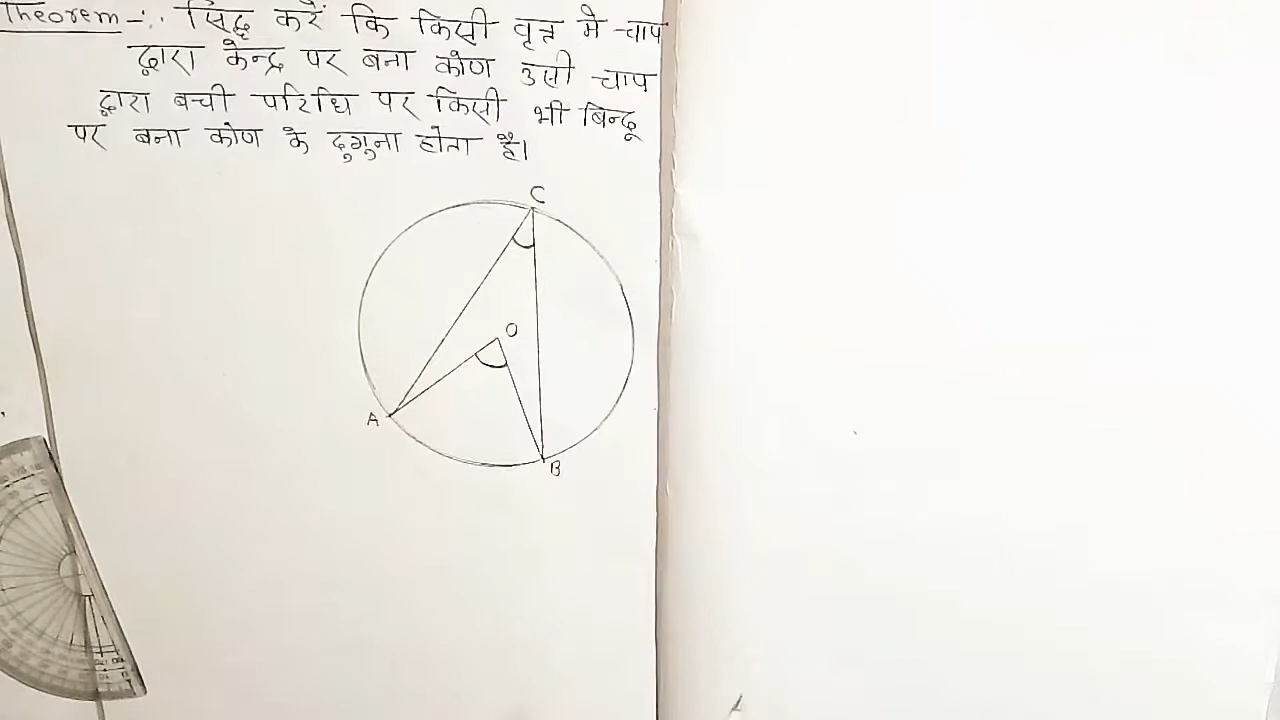 Theorem -: सिद्ध करें कि किसी वृत्त मे चाप
द्वारा केन्द्र पर बना कोण उसी चाप
द्वारा बची परिधि पर किसी भी बिन्दू
पर बना कोण के दुगुना होता है।
C
O
A
B